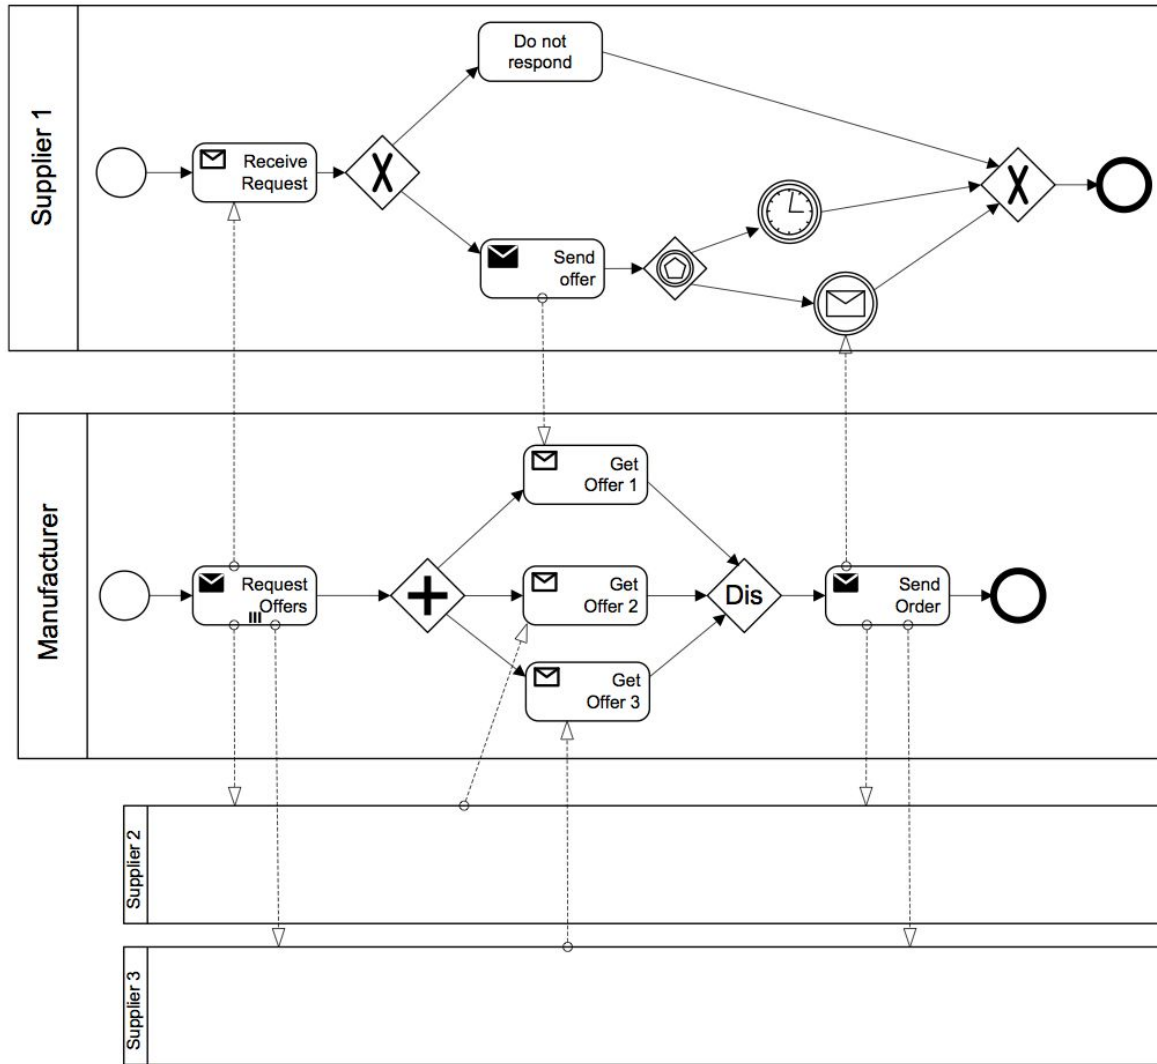 Supplier 1
Do not
respond
Receive
Request
X
Send
offer
X
Manufacturer
Request
Offers
Get
Offer 1
Get
Offer 2
Get
Offer 3
Dis
Send
Order
Supplier 2
Supplier 3